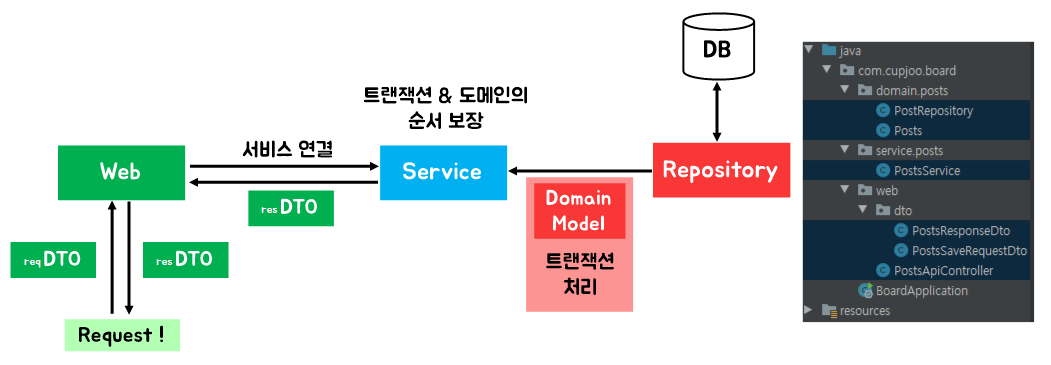 DB
트랜잭션 & 도메인의
순서 보장
서비스 연결
Web
Service
Repository
res DTO
Domain
Model
트랜잭션
처리
req DTO
res DTO
Request !
java
com.cupjoo.board
domain.posts
PostRepository
Posts
service.posts
PostsService
web
dto
PostsResponseDto
PostsSaveRequestDto
PostsApiController
BoardApplication
resources